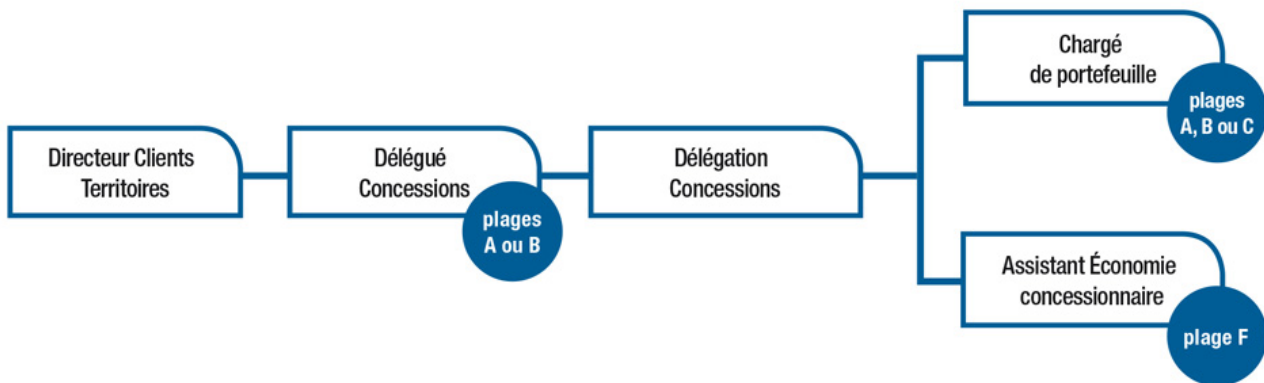 Directeur Clients
Territoires
Délégué
Concessions
plages
A ou B
Délégation
Concessions
Chargé
de portefeuille
plages
A, B ou C
Assistant Économie
concessionnaire
plage F